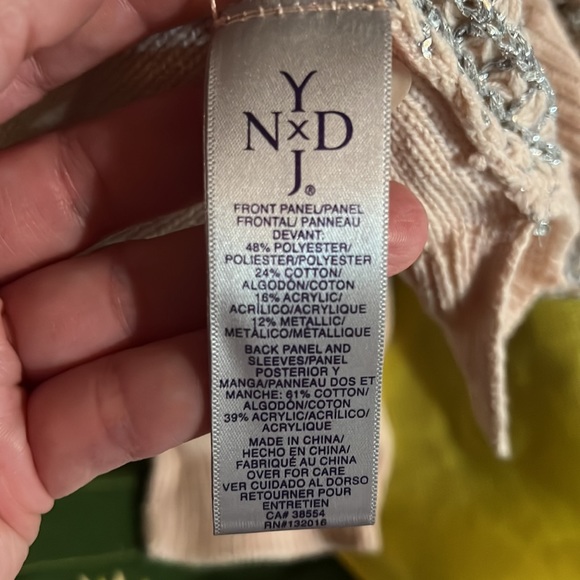 Y
N×D
J®
FRONT PANEL/PANEL
FRONTAL/ PANNEAU
DEVANT:
48% POLYESTER/
POLIESTER/POLYESTER
24% COTTON/
ALGODÓN/COTON
16% ACRYLIC/
ACRÍLICO/ACRYLIQUE
12% METALLIC/
METÁLICO/MÉTALLIQUE
BACK PANEL AND
SLEEVES/PANEL
POSTERIOR Y
MANGA/PANNEAU DOS ET
MANCHE: 61% COTTON/
ALGODÓN/COTON
39% ACRYLIC/ACRÍLICO/
ACRYLIQUE
MADE IN CHINA/
HECHO EN CHINA/
FABRIQUÉ AU CHINA
OVER FOR CARE
VER CUIDADO AL DORSO
RETOURNER POUR
ENTRETIEN
CA# 38554
RN#132016